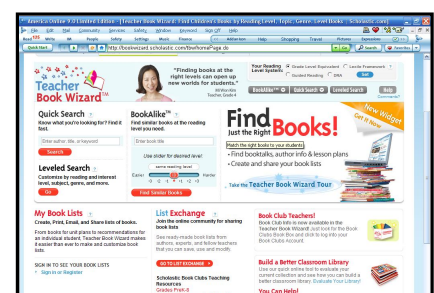 America Online 9.0 Limited Edition - [Teacher Book Wizard: Find Children's Books by Reading Level, Topic, Genre. Level Books | Scholastic.com]
File Edit Mail Community Services Safety Window Keyword Sign Off Help
Read Write IM People Safety Settings Music Finance Addiction Help Shopping Travel Pictures Expressions
Quick Start http://bookwizard.scholastic.com/tbw/homePage.do Go Search Favorites
Teacher
Book Wizard
"Finding books at the
right levels can open up
new worlds for students."
Teacher, Grade 4
Your Reading
Level System:
Grade Level Equivalent
Lexile Framework
Guided Reading
DRA
Set
BookAlike
Quick Search
Leveled Search
Help
Quick Search ?
Know what you're looking for? Find it
fast.
Enter author, title, or keyword
Search
Leveled Search ?
Customize by reading and interest
level, subject, genre, and more.
Go
BookAlike™ ?
Find similar books at the reading
level you need.
Enter book title
Use slider for desired level
same reading level
Easier
Harder
Find Similar Books
Find
Just the Right
Books!
New Widget
Get It Now
Match the right books to your students
• Find booktalks, author info & lesson plans
• Create and share your book lists
Take the Teacher Book Wizard Tour
My Book Lists ?
Create, Print, Email, and Share lists of books.
From books for unit plans to recommendations for
an individual student, Teacher Book Wizard makes
it easier than ever to make and customize book
lists.
SIGN IN TO SEE YOUR BOOK LISTS
Sign in or Register
List Exchange ?
Join the online community for sharing
book lists
See ready-made book lists from
authors, experts, and fellow teachers
that you can save, use and modify.
GO TO LIST EXCHANGE
Scholastic Book Clubs Teaching
Resources
Grades PreK-8
Book Club Teachers!
Book Club Info is now available in the
Teacher Book Wizard! Just look for the Book
Clubs Book Box and click to log into your
Book Clubs Account.
Build a Better Classroom Library
Use our quick online tool to evaluate your
current collection and see how to build a
better classroom library. Evaluate Your Library!
You Can Help!